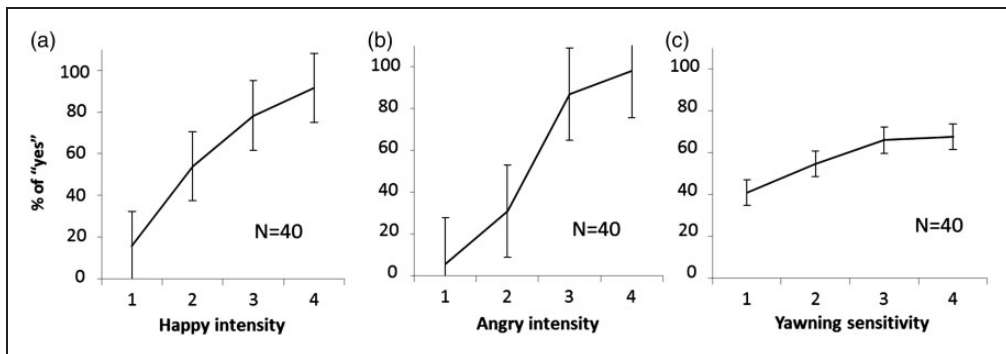 (a)
% of “yes”
100
80
60
40
20
0
N=40
1 2 3 4
Happy intensity
(b)
100
80
60
40
20
0
N=40
1 2 3 4
Angry intensity
(c)
100
80
60
40
20
0
N=40
1 2 3 4
Yawning sensitivity